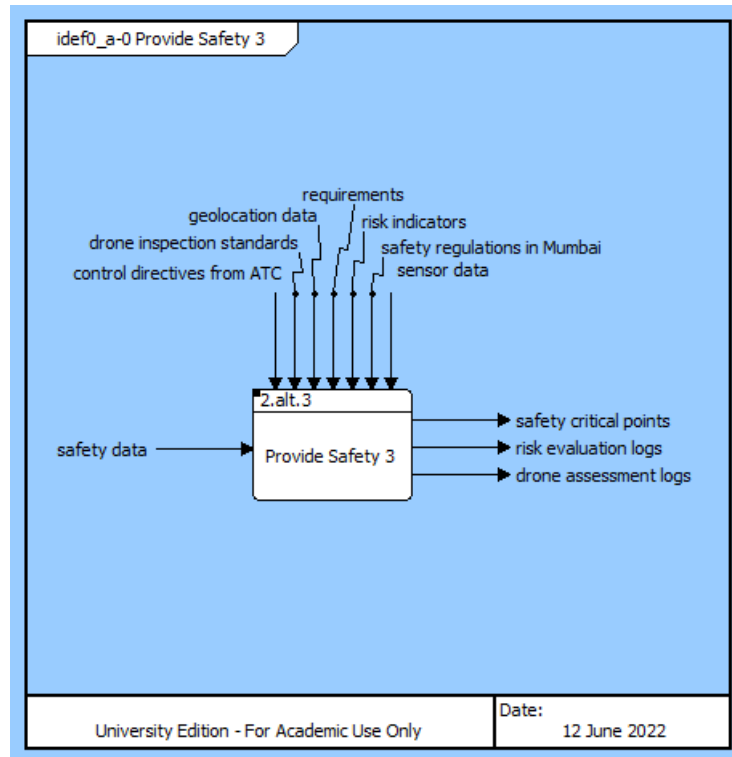 idef0_a-0 Provide Safety 3
requirements
geolocation data
risk indicators
drone inspection standards
safety regulations in Mumbai
control directives from ATC
sensor data
2.alt.3
safety data
Provide Safety 3
safety critical points
risk evaluation logs
drone assessment logs
University Edition - For Academic Use Only
Date:
12 June 2022